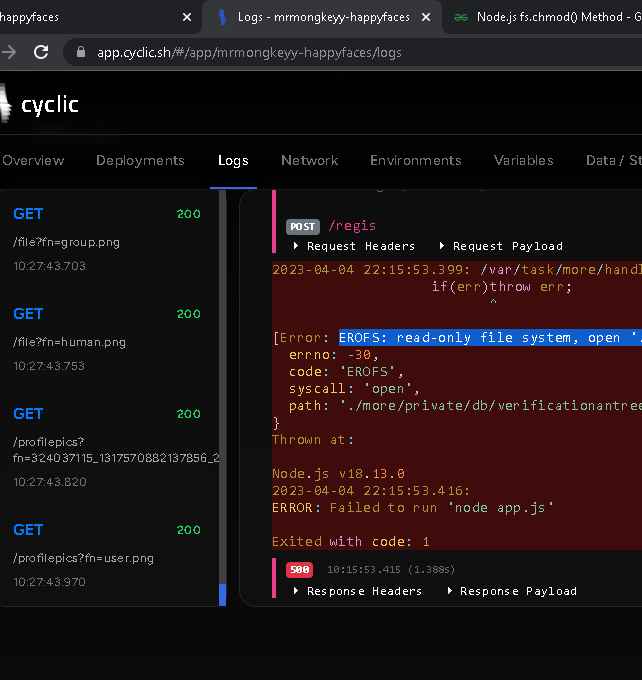 happyfaces
Logs - mrmongkeyy-happyfaces
Node.js fs.chmod() Method - G
app.cyclic.sh/#/app/mrmongkeyy-happyfaces/logs
cyclic
Overview Deployments Logs Network Environments Variables Data / St
GET 200
/file?fn=group.png
10:27:43.703
GET 200
/file?fn=human.png
10:27:43.753
GET 200
/profilepics?
fn=324037115_1317570882137856_2
10:27:43.820
GET 200
/profilepics?fn=user.png
10:27:43.970
POST /regis
Request Headers Request Payload
2023-04-04 22:15:53.399: /var/task/more/handl
if(err)throw err;
^
[Error: EROFS: read-only file system, open '.
errno: -30,
code: 'EROFS',
syscall: 'open',
path: './more/private/db/verificationantree
}
Thrown at:
Node.js v18.13.0
2023-04-04 22:15:53.416:
ERROR: Failed to run 'node app.js'
Exited with code: 1
500 10:15:53.415 (1.388s)
Response Headers Response Payload